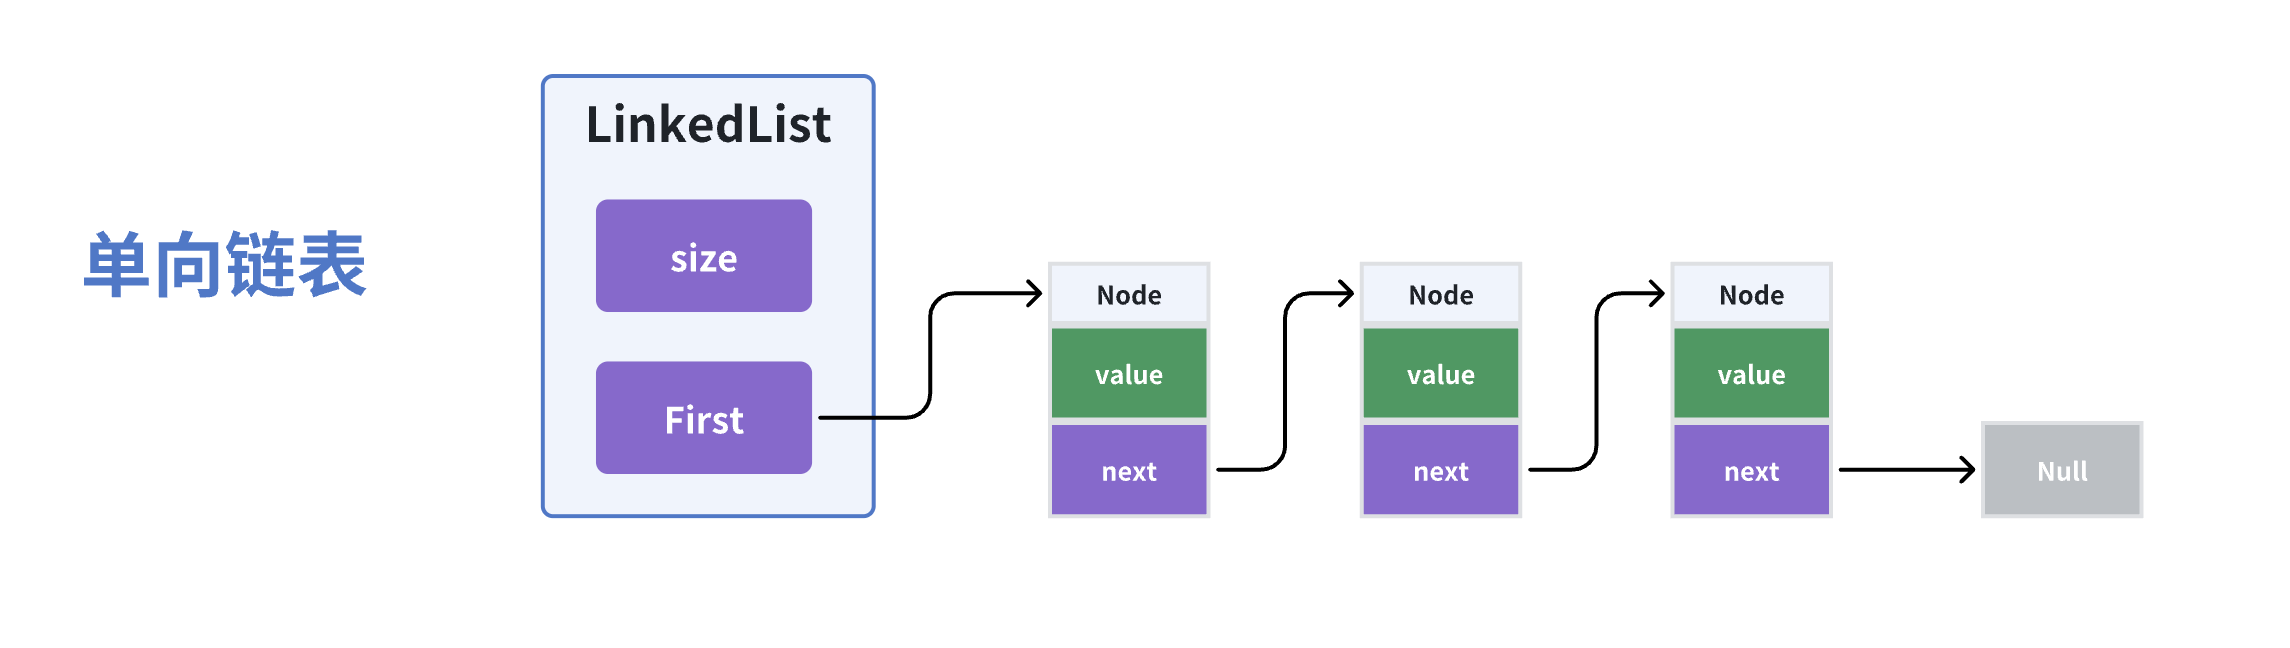 单向链表
LinkedList
size
First
Node
value
next
Node
value
next
Node
value
next
Null